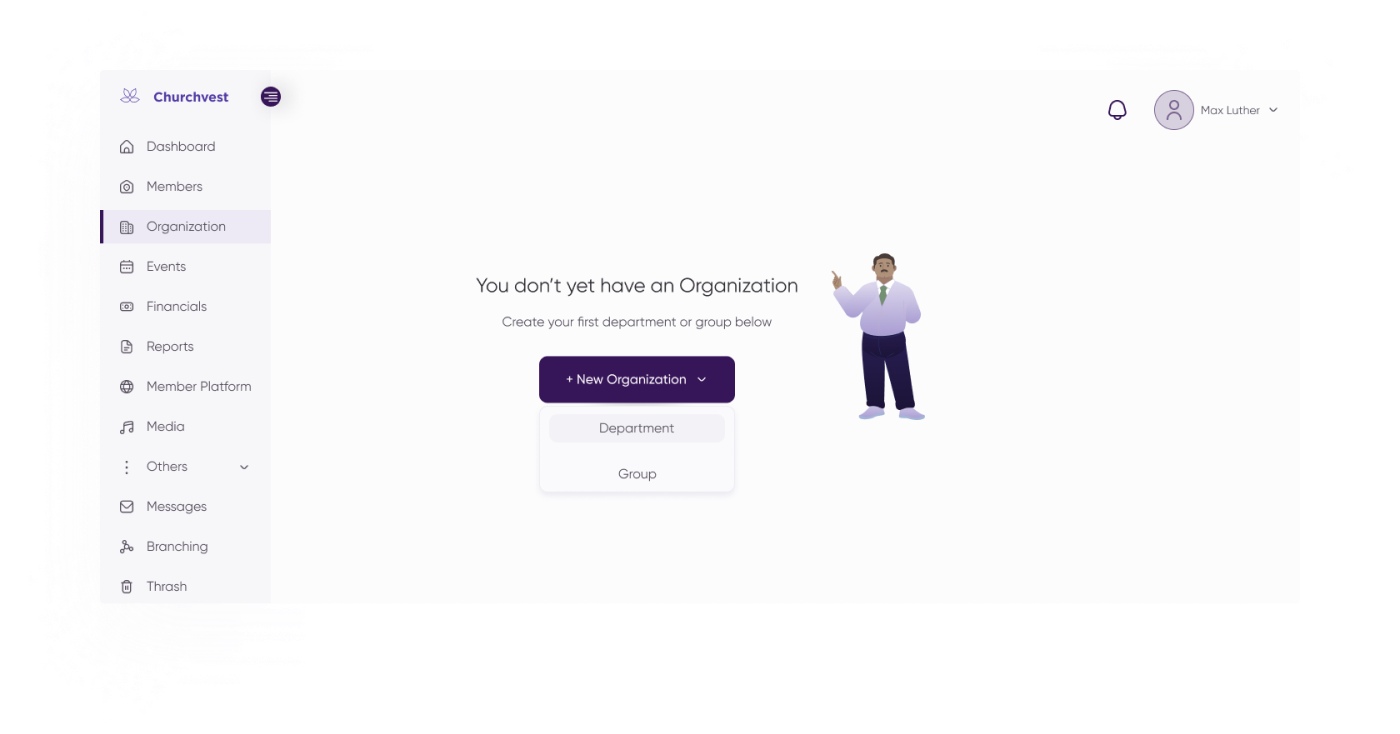 Churchvest
Dashboard
Members
Organization
Events
Financials
Reports
Member Platform
Media
Others
Messages
Branching
Thrash
Max Luther
You don’t yet have an Organization
Create your first department or group below
+ New Organization
Department
Group